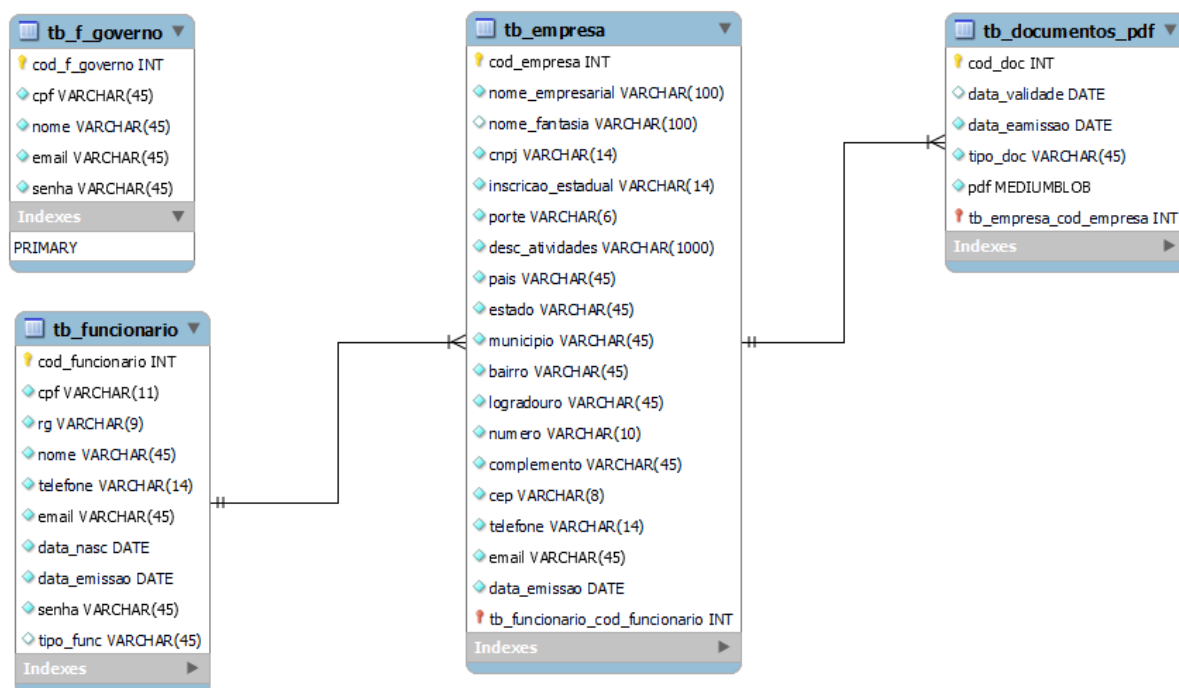 tb_f_governo
cod_f_governo INT
cpf VARCHAR(45)
nome VARCHAR(45)
email VARCHAR(45)
senha VARCHAR(45)
Indexes
PRIMARY
tb_funcionario
cod_funcionario INT
cpf VARCHAR(11)
rg VARCHAR(9)
nome VARCHAR(45)
telefone VARCHAR(14)
email VARCHAR(45)
data_nasc DATE
data_emissao DATE
senha VARCHAR(45)
tipo_func VARCHAR(45)
Indexes
tb_empresa
cod_empresa INT
nome_empresarial VARCHAR(100)
nome_fantasia VARCHAR(100)
cnpj VARCHAR(14)
inscricao_estadual VARCHAR(14)
porte VARCHAR(6)
desc_atividades VARCHAR(1000)
pais VARCHAR(45)
estado VARCHAR(45)
municipio VARCHAR(45)
bairro VARCHAR(45)
logradouro VARCHAR(45)
numero VARCHAR(10)
complemento VARCHAR(45)
cep VARCHAR(8)
telefone VARCHAR(14)
email VARCHAR(45)
data_emissao DATE
tb_funcionario_cod_funcionario INT
Indexes
tb_documentos_pdf
cod_doc INT
data_validade DATE
data_eamissao DATE
tipo_doc VARCHAR(45)
pdf MEDIUMBLOB
tb_empresa_cod_empresa INT
Indexes